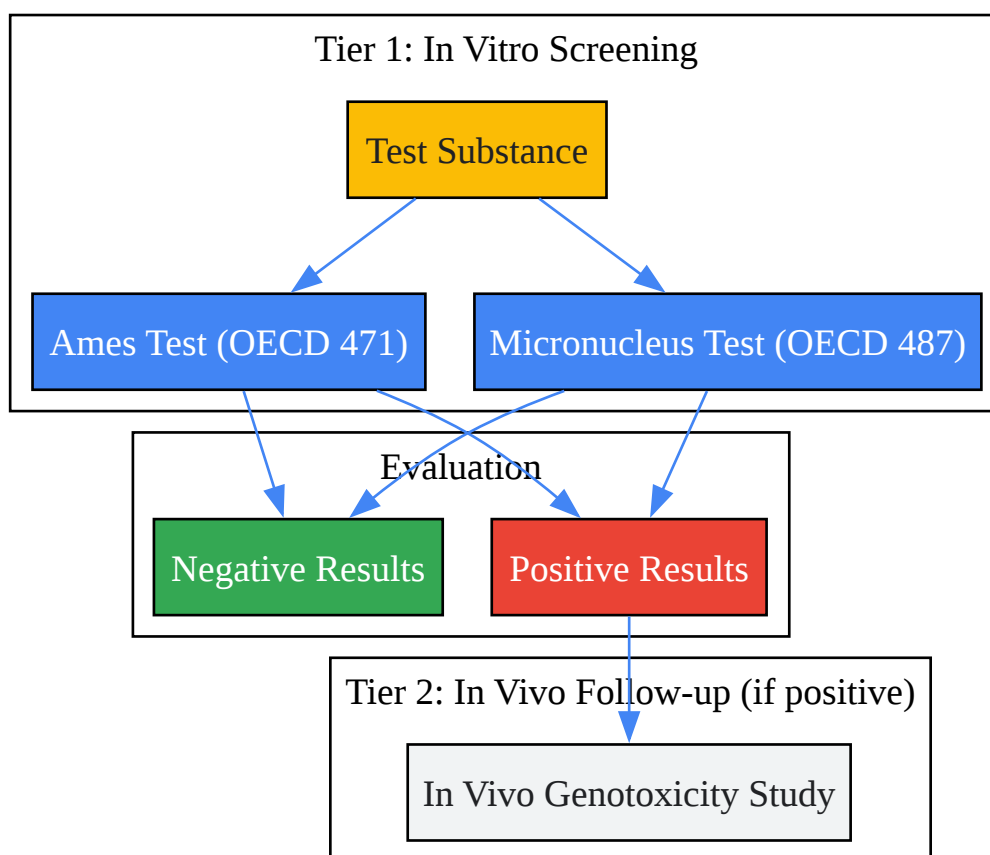 Tier 1: In Vitro Screening
Test Substance
Ames Test (OECD 471)
Micronucleus Test (OECD 487)
Evaluation
Negative Results
Positive Results
Tier 2: In Vivo Follow-up (if positive)
In Vivo Genotoxicity Study